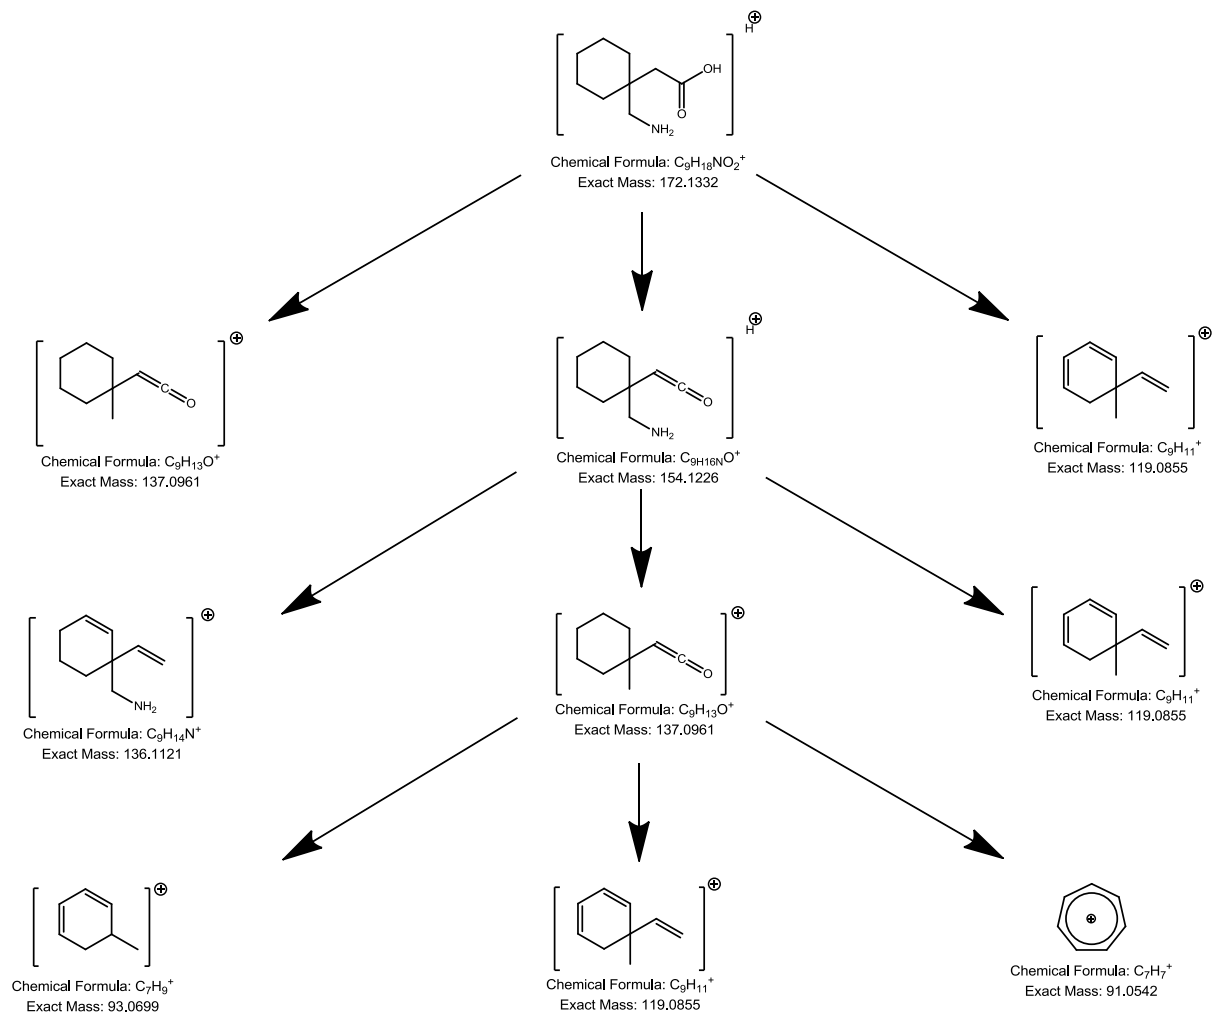 H⊕
OH
O
NH₂
Chemical Formula: C₉H₁₈NO₂⁺
Exact Mass: 172.1332
⊕
C
O
Chemical Formula: C₉H₁₃O⁺
Exact Mass: 137.0961
H⊕
C
O
NH₂
Chemical Formula: C₉H₁₆NO⁺
Exact Mass: 154.1226
⊕
Chemical Formula: C₉H₁₁⁺
Exact Mass: 119.0855
⊕
NH₂
Chemical Formula: C₉H₁₄N⁺
Exact Mass: 136.1121
⊕
C
O
Chemical Formula: C₉H₁₃O⁺
Exact Mass: 137.0961
⊕
Chemical Formula: C₉H₁₁⁺
Exact Mass: 119.0855
⊕
Chemical Formula: C₇H₉⁺
Exact Mass: 93.0699
⊕
Chemical Formula: C₉H₁₁⁺
Exact Mass: 119.0855
⊕
Chemical Formula: C₇H₇⁺
Exact Mass: 91.0542